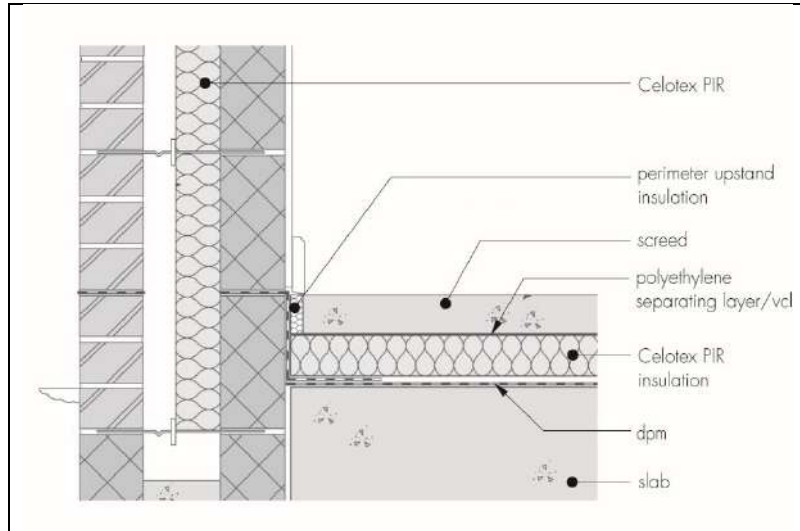 Celotex PIR
perimeter upstand
insulation
screed
polyethylene
separating layer/vcl
Celotex PIR
insulation
dpm
slab